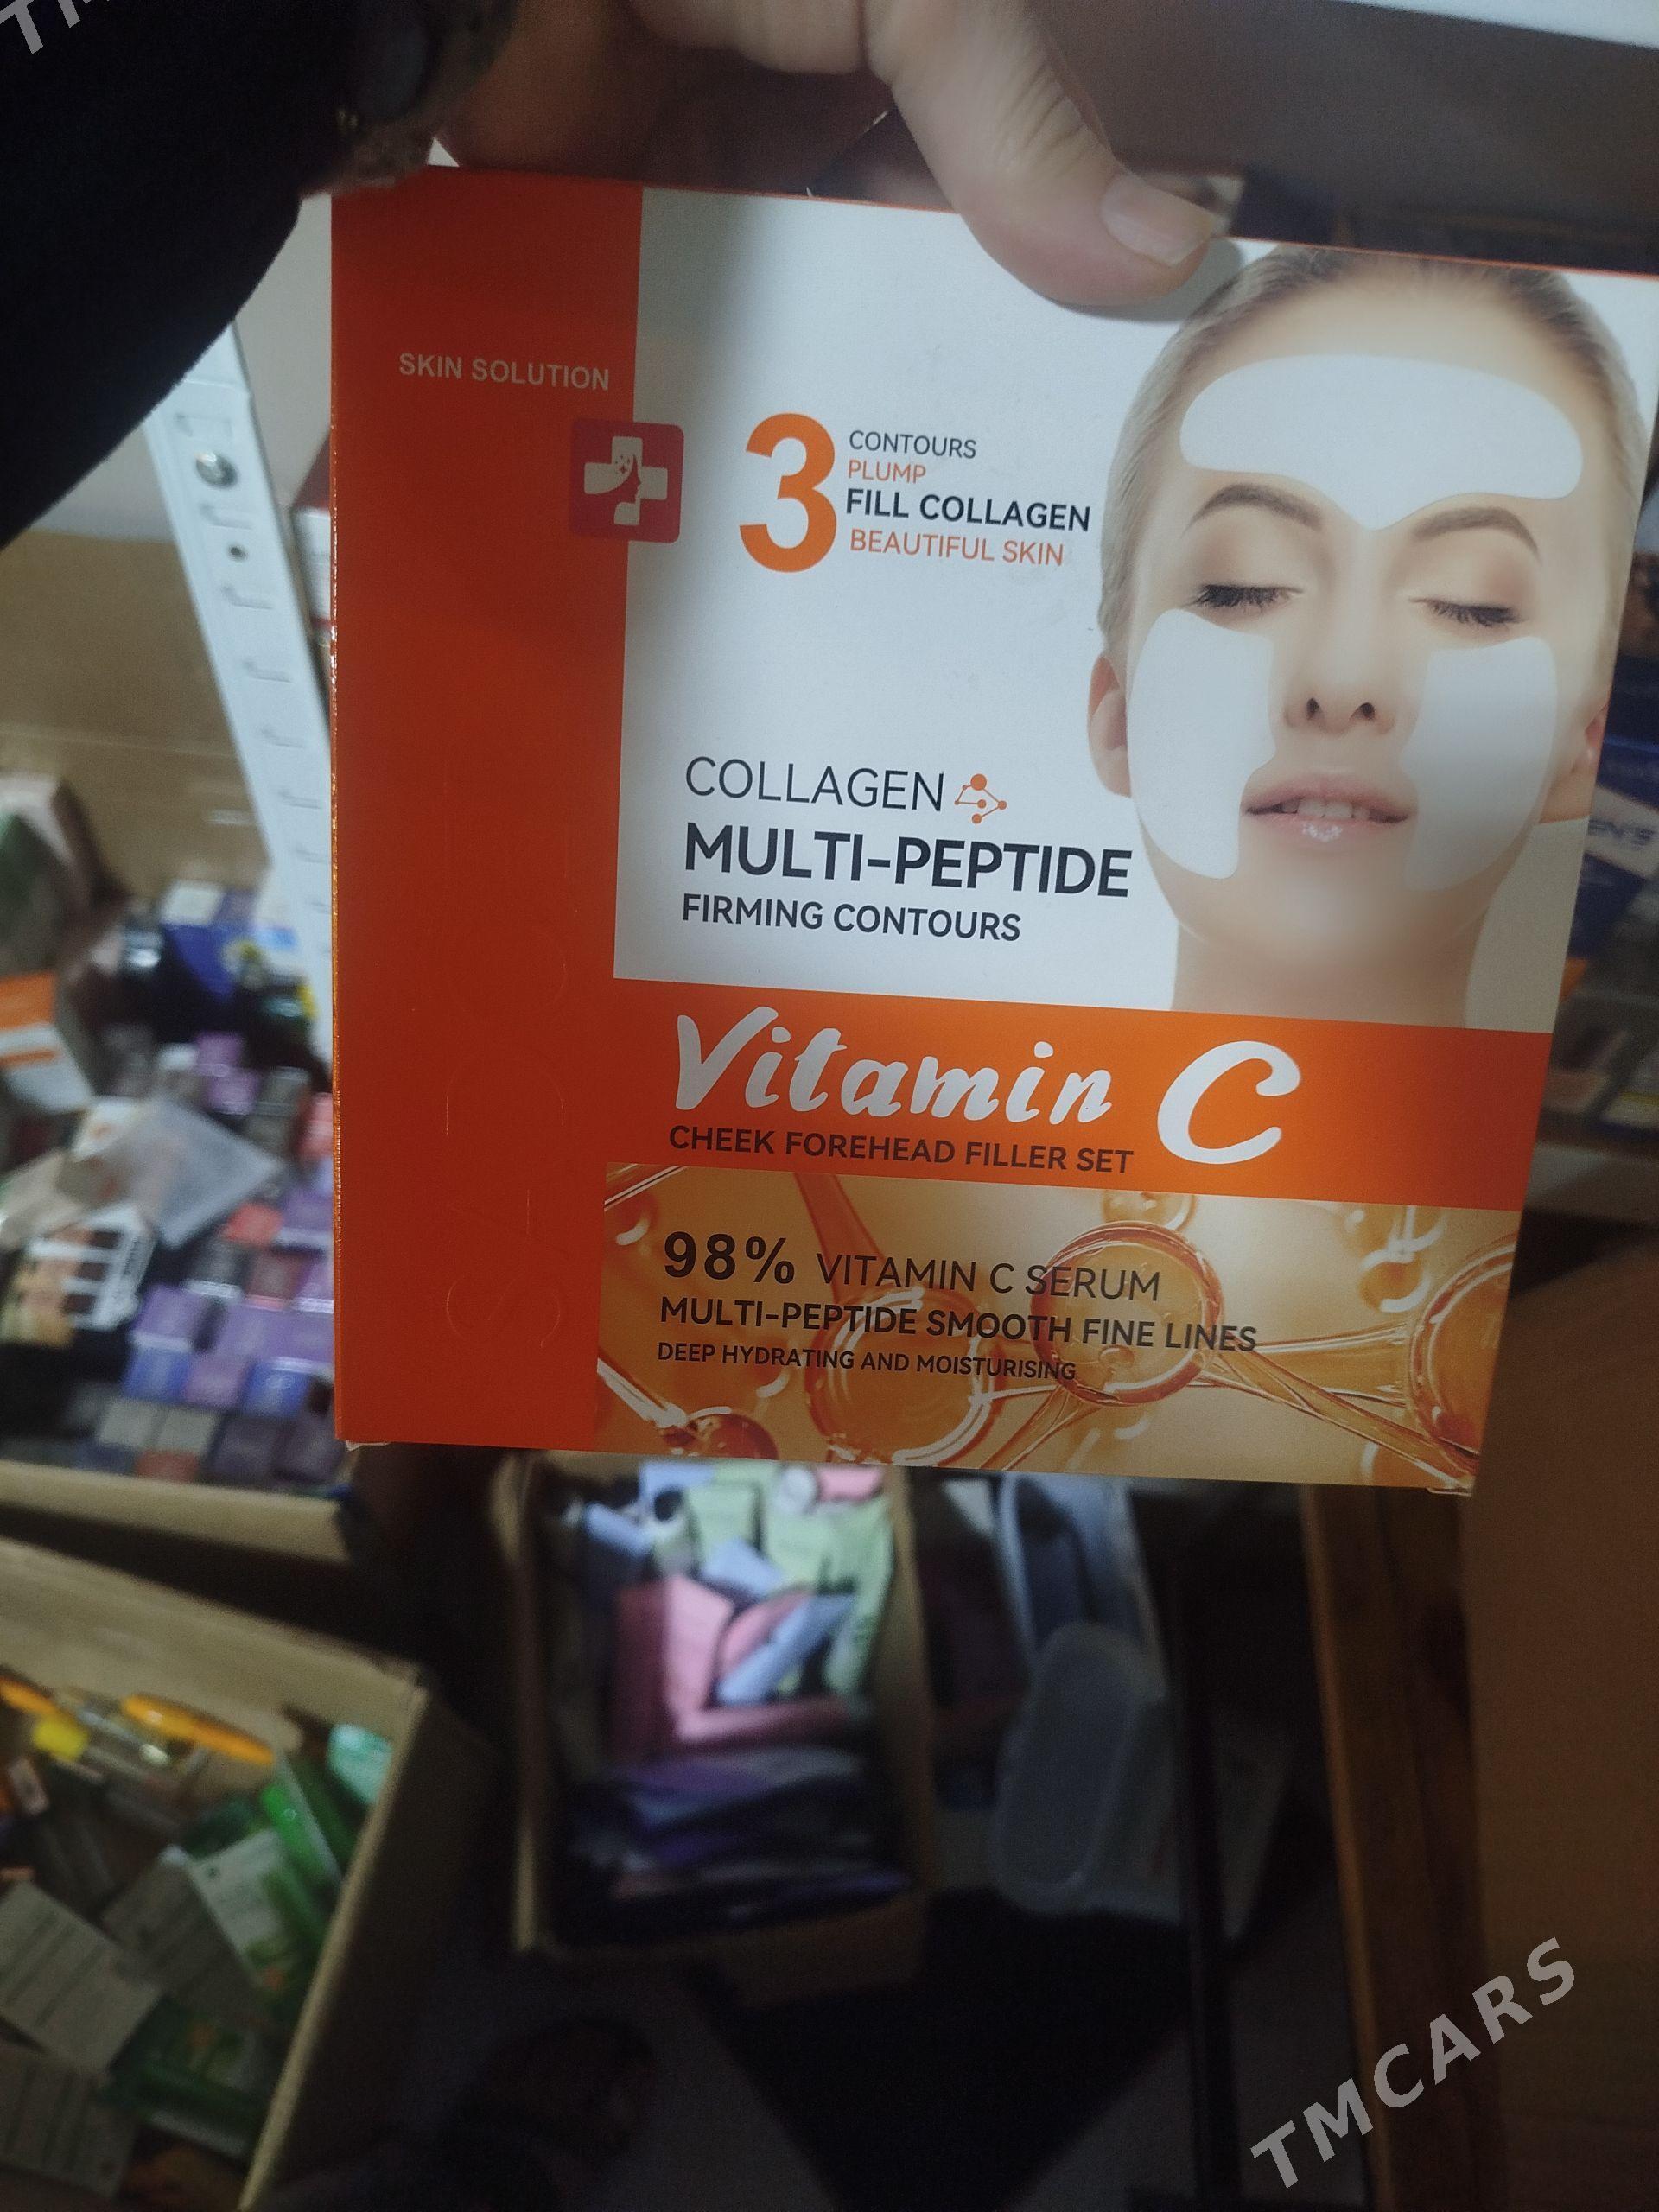 SKIN SOLUTION
3
CONTOURS
PLUMP
FILL COLLAGEN
BEAUTIFUL SKIN
COLLAGEN
MULTI-PEPTIDE
FIRMING CONTOURS
Vitamin C
CHEEK FOREHEAD FILLER SET
98% VITAMIN C SERUM
MULTI-PEPTIDE SMOOTH FINE LINES
DEEP HYDRATING AND MOISTURISING
TMCARS